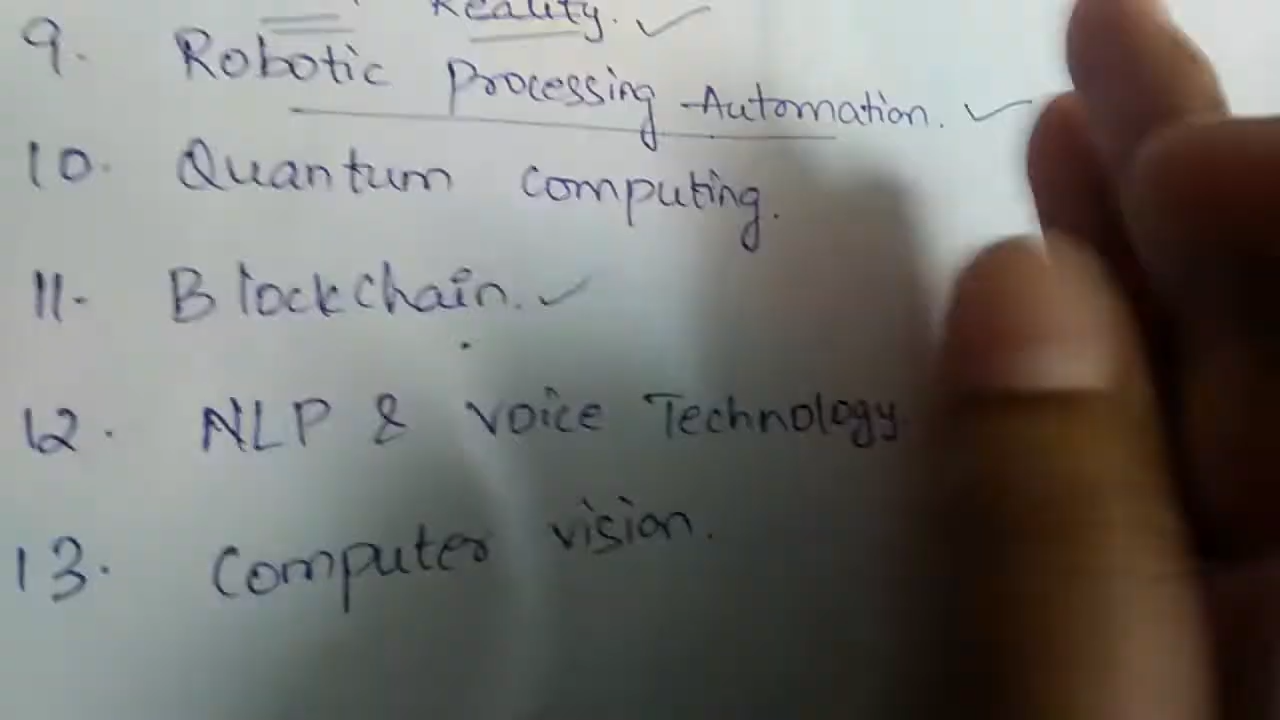 Reality.
9. Robotic Processing Automation.
10. Quantum computing.
11. Blockchain.
12. NLP & Voice Technology
13. Computer vision.